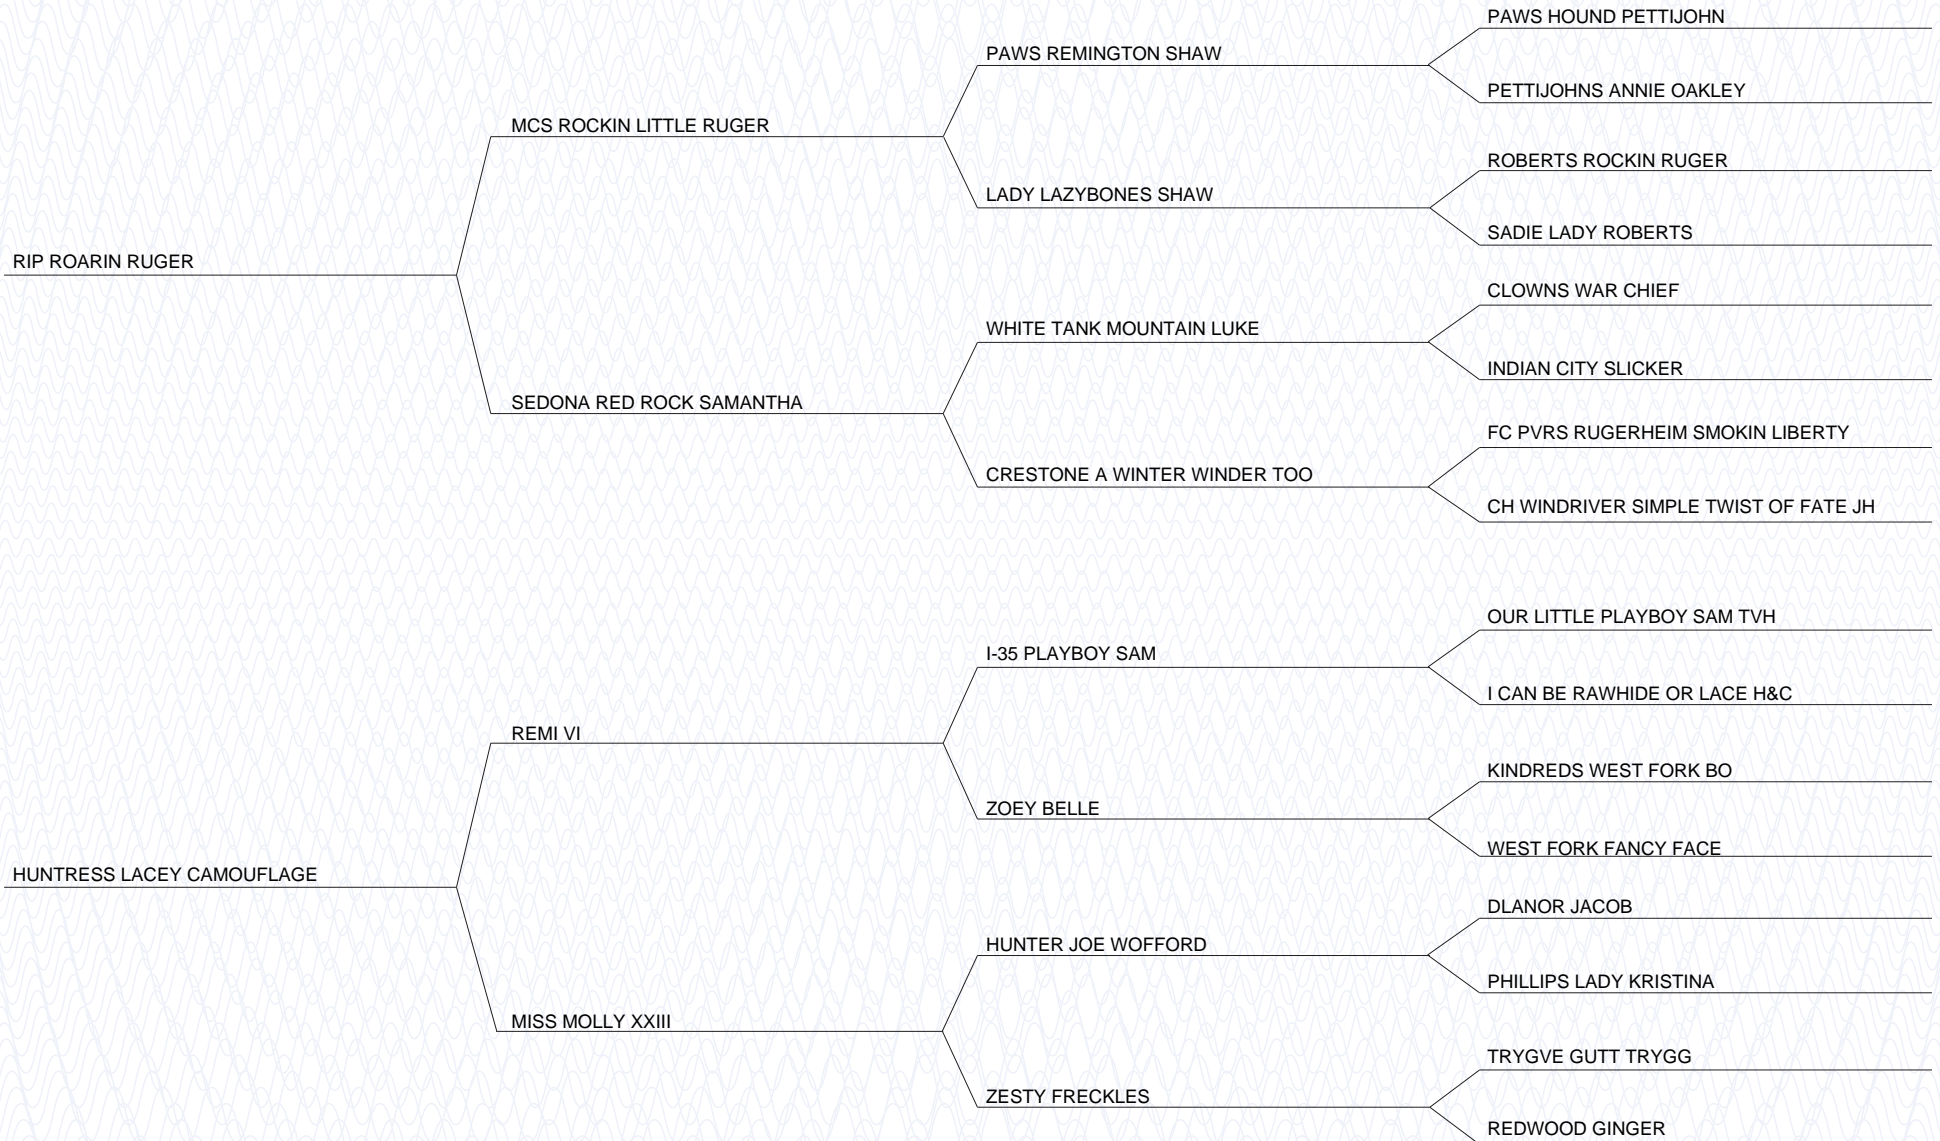 PAWS HOUND PETTIJOHN
PAWS REMINGTON SHAW
PETTIJOHNS ANNIE OAKLEY
MCS ROCKIN LITTLE RUGER
ROBERTS ROCKIN RUGER
LADY LAZYBONES SHAW
SADIE LADY ROBERTS
RIP ROARIN RUGER
CLOWNS WAR CHIEF
WHITE TANK MOUNTAIN LUKE
INDIAN CITY SLICKER
SEDONA RED ROCK SAMANTHA
FC PVRS RUGERHEIM SMOKIN LIBERTY
CRESTONE A WINTER WINDER TOO
CH WINDRIVER SIMPLE TWIST OF FATE JH
OUR LITTLE PLAYBOY SAM TVH
I-35 PLAYBOY SAM
I CAN BE RAWHIDE OR LACE H&C
REMI VI
KINDREDS WEST FORK BO
ZOEY BELLE
WEST FORK FANCY FACE
HUNTRESS LACEY CAMOUFLAGE
DLANOR JACOB
HUNTER JOE WOFFORD
PHILLIPS LADY KRISTINA
MISS MOLLY XXIII
TRYGVE GUTT TRYGG
ZESTY FRECKLES
REDWOOD GINGER